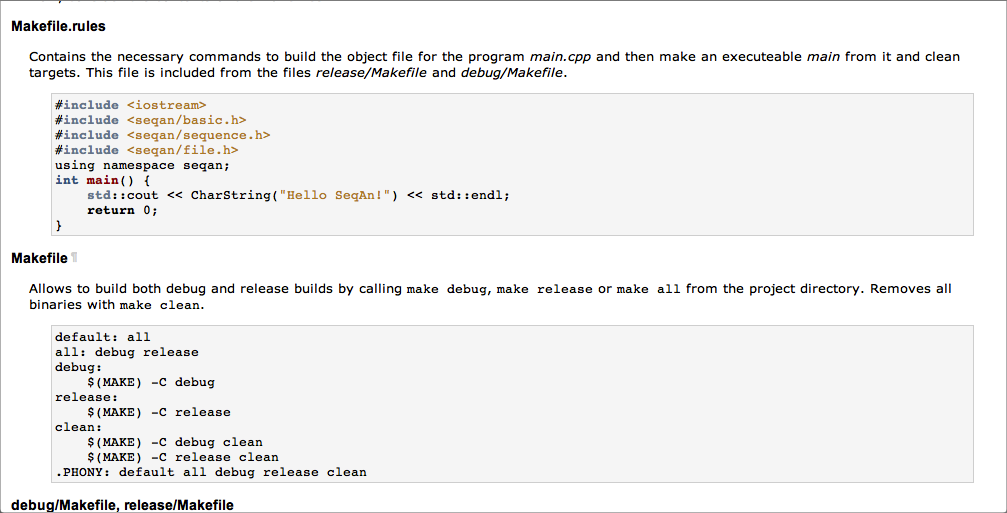 Makefile.rules
Contains the necessary commands to build the object file for the program main.cpp and then make an executeable main from it and clean
targets. This file is included from the files release/Makefile and debug/Makefile.
#include <iostream>
#include <seqan/basic.h>
#include <seqan/sequence.h>
#include <seqan/file.h>
using namespace seqan;
int main() {
    std::cout << CharString("Hello SeqAn!") << std::endl;
    return 0;
}
Makefile ¶
Allows to build both debug and release builds by calling make debug, make release or make all from the project directory. Removes all
binaries with make clean.
default: all
all: debug release
debug:
    $(MAKE) -C debug
release:
    $(MAKE) -C release
clean:
    $(MAKE) -C debug clean
    $(MAKE) -C release clean
.PHONY: default all debug release clean
debug/Makefile, release/Makefile